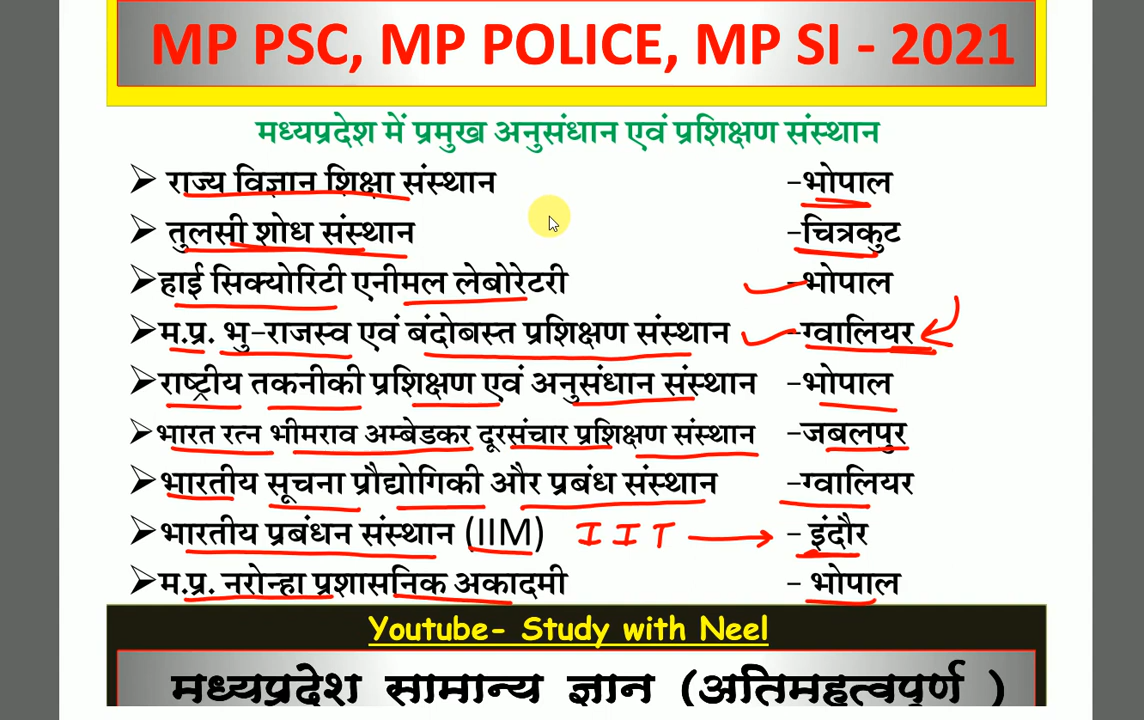 MP PSC, MP POLICE, MP SI - 2021
मध्यप्रदेश में प्रमुख अनुसंधान एवं प्रशिक्षण संस्थान
राज्य विज्ञान शिक्षा संस्थान -भोपाल
तुलसी शोध संस्थान -चित्रकुट
हाई सिक्योरिटी एनीमल लेबोरेटरी -भोपाल
म.प्र. भु-राजस्व एवं बंदोबस्त प्रशिक्षण संस्थान -ग्वालियर
राष्ट्रीय तकनीकी प्रशिक्षण एवं अनुसंधान संस्थान -भोपाल
भारत रत्न भीमराव अम्बेडकर दूरसंचार प्रशिक्षण संस्थान -जबलपुर
भारतीय सूचना प्रौद्योगिकी और प्रबंध संस्थान -ग्वालियर
भारतीय प्रबंधन संस्थान (IIM) IIT - इंदौर
म.प्र. नरोन्हा प्रशासनिक अकादमी - भोपाल
Youtube- Study with Neel
मध्यप्रदेश सामान्य ज्ञान (अतिमहत्वपूर्ण )